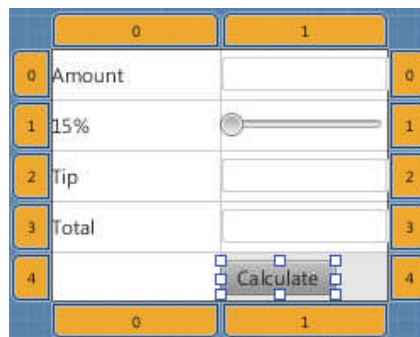 0 1
0 Amount 0
1 15% 1
2 Tip 2
3 Total 3
4 Calculate 4
0 1